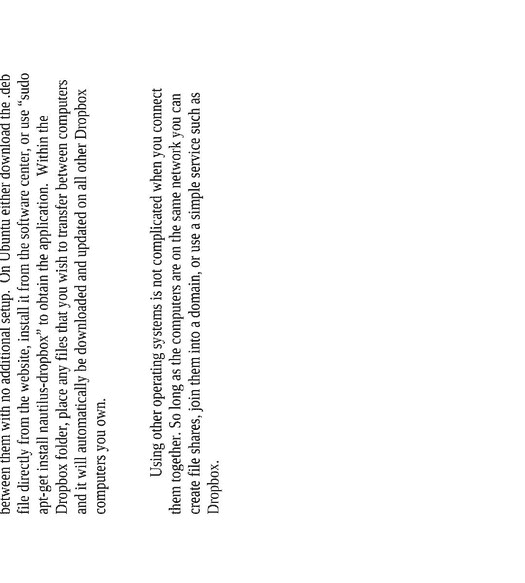 between them with no additional setup.  On Ubuntu either download the .deb
file directly from the website, install it from the software center, or use “sudo
apt-get install nautilus-dropbox” to obtain the application.  Within the
Dropbox folder, place any files that you wish to transfer between computers
and it will automatically be downloaded and updated on all other Dropbox
computers you own.
Using other operating systems is not complicated when you connect
them together. So long as the computers are on the same network you can
create file shares, join them into a domain, or use a simple service such as
Dropbox.